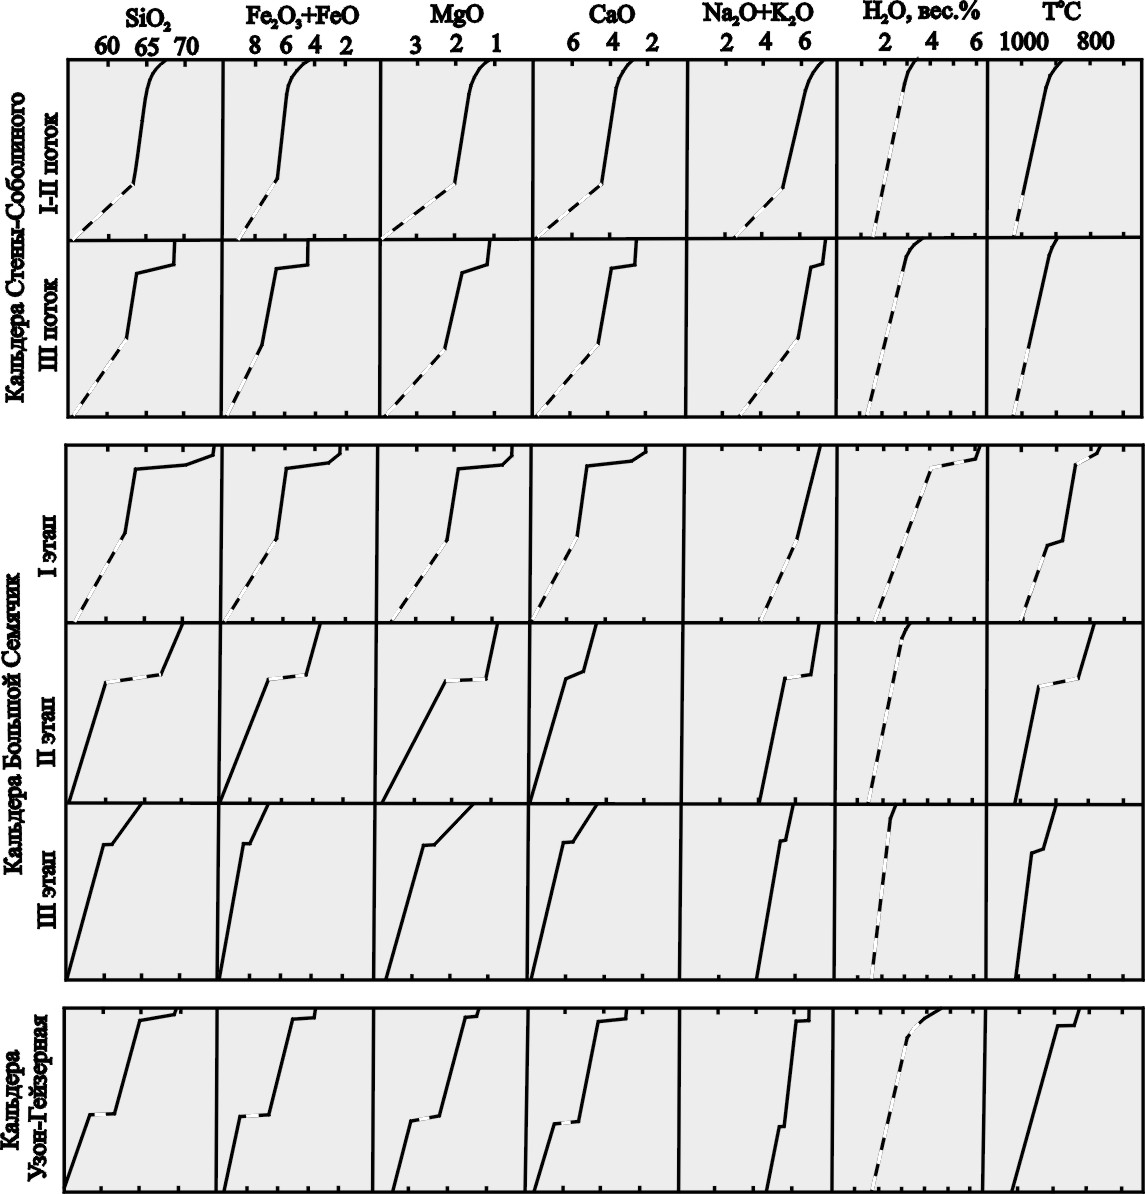 SiO₂ Fe₂O₃+FeO MgO CaO Na₂O+K₂O H₂O, вес.% T°C
60 65 70 8 6 4 2 3 2 1 6 4 2 2 4 6 2 4 6 1000 800
Кальдера Стены-Соболиного
I-II поток
III поток
Кальдера Большой Семячик
I этап
II этап
III этап
Кальдера
Узон-Гейзерная